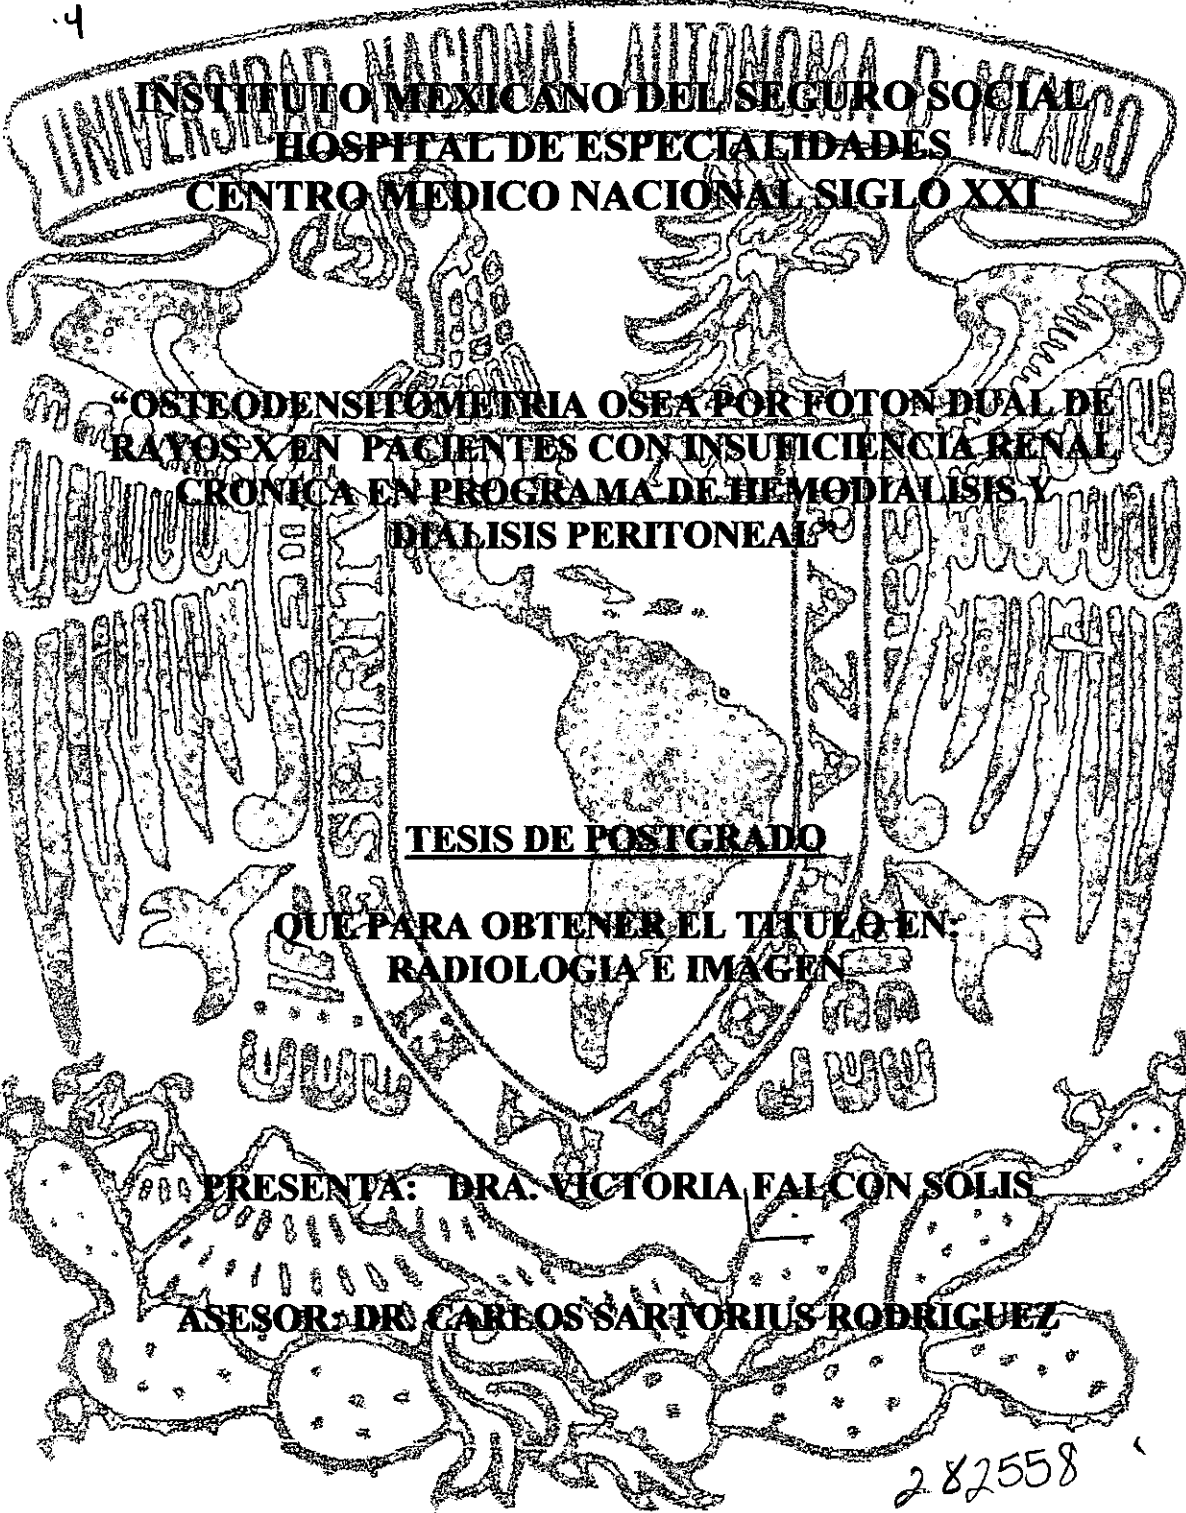 .4
UNIVERSIDAD NACIONAL AUTONOMA D MEXICO
INSTITUTO MEXICANO DEL SEGURO SOCIAL
HOSPITAL DE ESPECIALIDADES
CENTRO MEDICO NACIONAL SIGLO XXI
"OSTEODENSITOMETRIA OSEA POR FOTON DUAL DE
RAYOS X EN PACIENTES CON INSUFICIENCIA RENAL
CRONICA EN PROGRAMA DE HEMODIALISIS Y
DIALISIS PERITONEAL"
TESIS DE POSTGRADO
QUE PARA OBTENER EL TITULO EN:
RADIOLOGIA E IMAGEN
PRESENTA: DRA. VICTORIA FALCON SOLIS
ASESOR: DR. CARLOS SARTORIUS RODRIGUEZ
282558